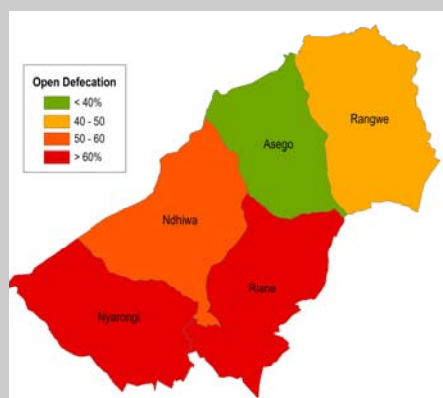 Open Defecation
< 40%
40 - 50
50 - 60
> 60%
Rangwe
Asego
Ndhiwa
Riana
Nyarongi